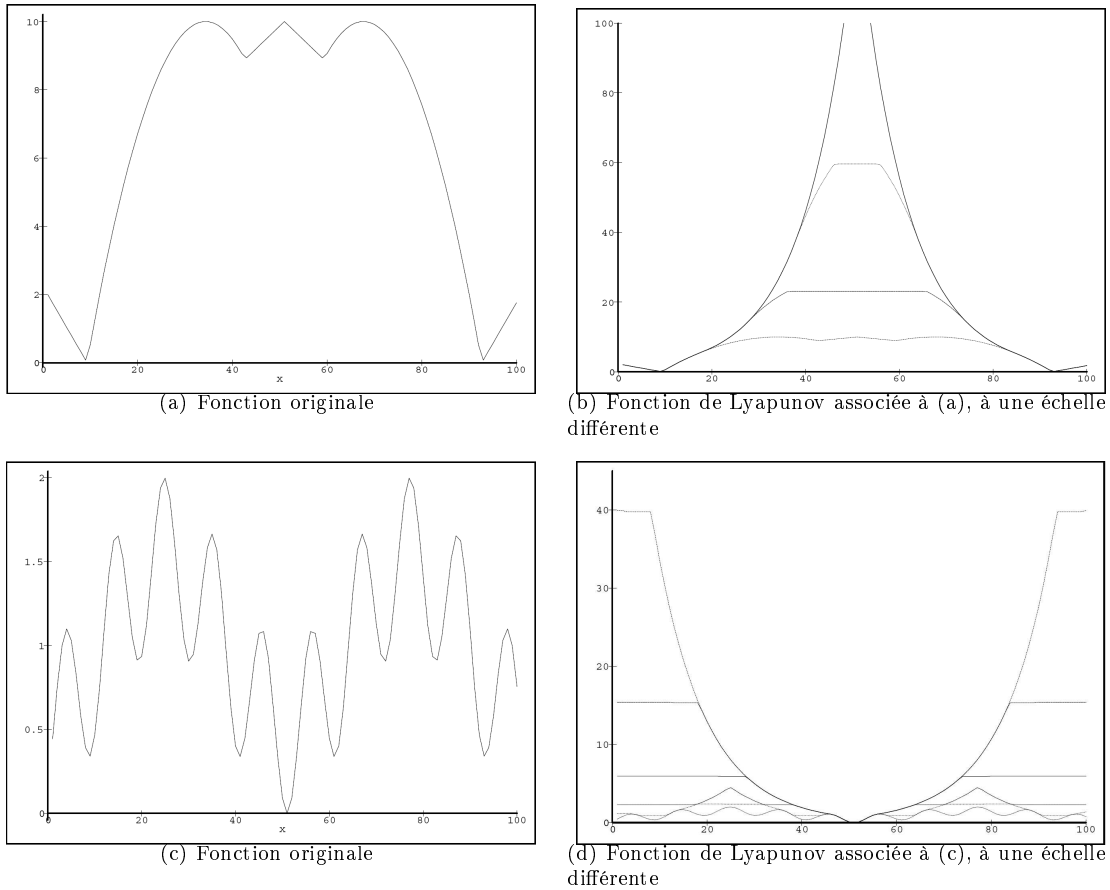 10
8
6
4
2
0
0 20 40 60 80 100
x
(a) Fonction originale
100
80
60
40
20
0
0 20 40 60 80 100
(b) Fonction de Lyapunov associée à (a), à une échelle
différente
2
1.5
1
0.5
0
0 20 40 60 80 100
x
(c) Fonction originale
40
30
20
10
0
0 20 40 60 80 100
(d) Fonction de Lyapunov associée à (c), à une échelle
différente